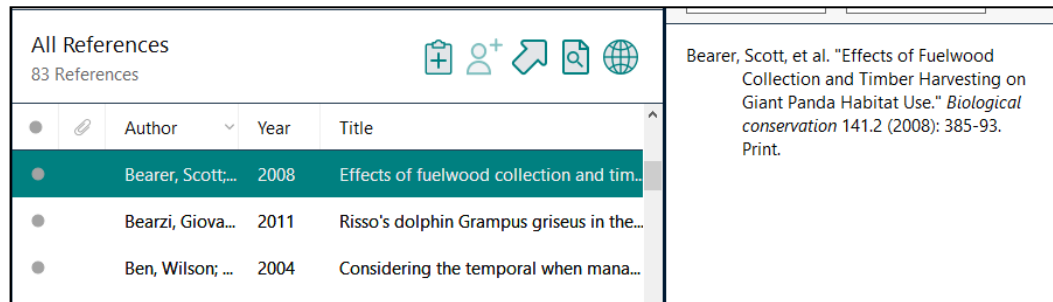 All References
83 References
Author Year Title
Bearer, Scott;... 2008 Effects of fuelwood collection and tim...
Bearzi, Giova... 2011 Risso's dolphin Grampus griseus in the...
Ben, Wilson; ... 2004 Considering the temporal when mana...
Bearer, Scott, et al. "Effects of Fuelwood
Collection and Timber Harvesting on
Giant Panda Habitat Use." Biological
conservation 141.2 (2008): 385-93.
Print.